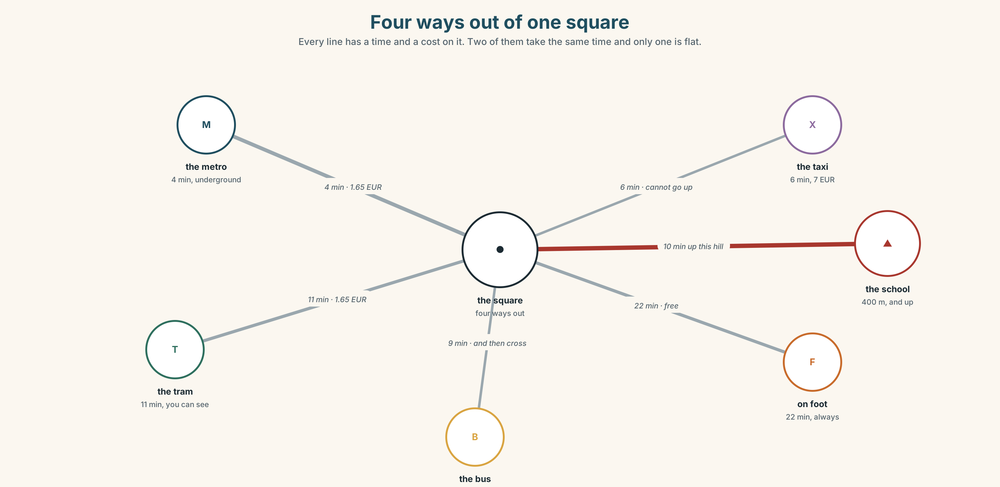 Four ways out of one square
Every line has a time and a cost on it. Two of them take the same time and only one is flat.
M
the metro
4 min, underground
X
the taxi
6 min, 7 EUR
4 min · 1.65 EUR
6 min · cannot go up
10 min up this hill
▲
the school
400 m, and up
●
the square
four ways out
11 min · 1.65 EUR
22 min · free
9 min · and then cross
T
the tram
11 min, you can see
F
on foot
22 min, always
B
the bus